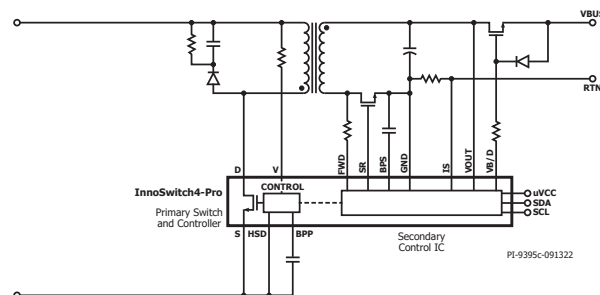 VBUS
RTN
D
V
FWD
SR
BPS
GND
IS
VOUT
VB/D
InnoSwitch4-Pro
CONTROL
uVCC
SDA
SCL
Primary Switch
and Controller
S
HSD
BPP
Secondary
Control IC
PI-9395c-091322